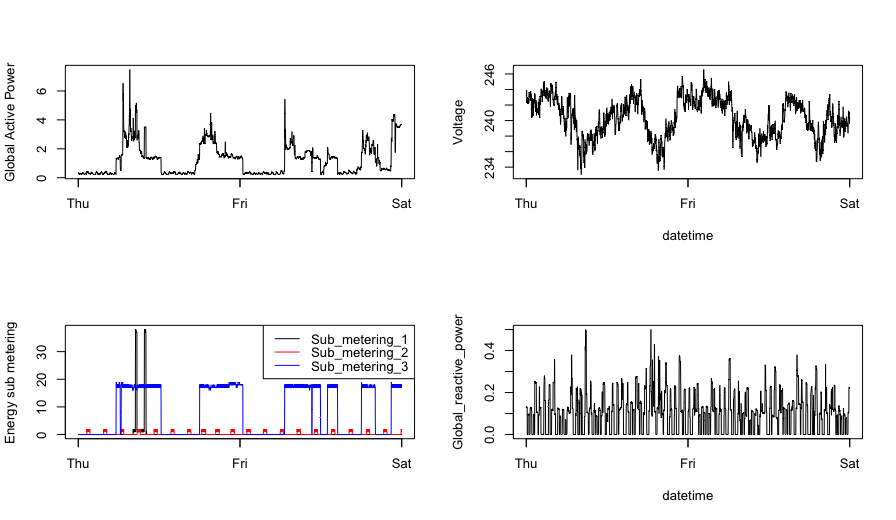 Global Active Power
6
4
2
0
Thu
Fri
Sat
Voltage
246
240
234
Thu
Fri
Sat
datetime
Energy sub metering
30
20
10
0
Sub_metering_1
Sub_metering_2
Sub_metering_3
Thu
Fri
Sat
Global_reactive_power
0.4
0.2
0.0
Thu
Fri
Sat
datetime